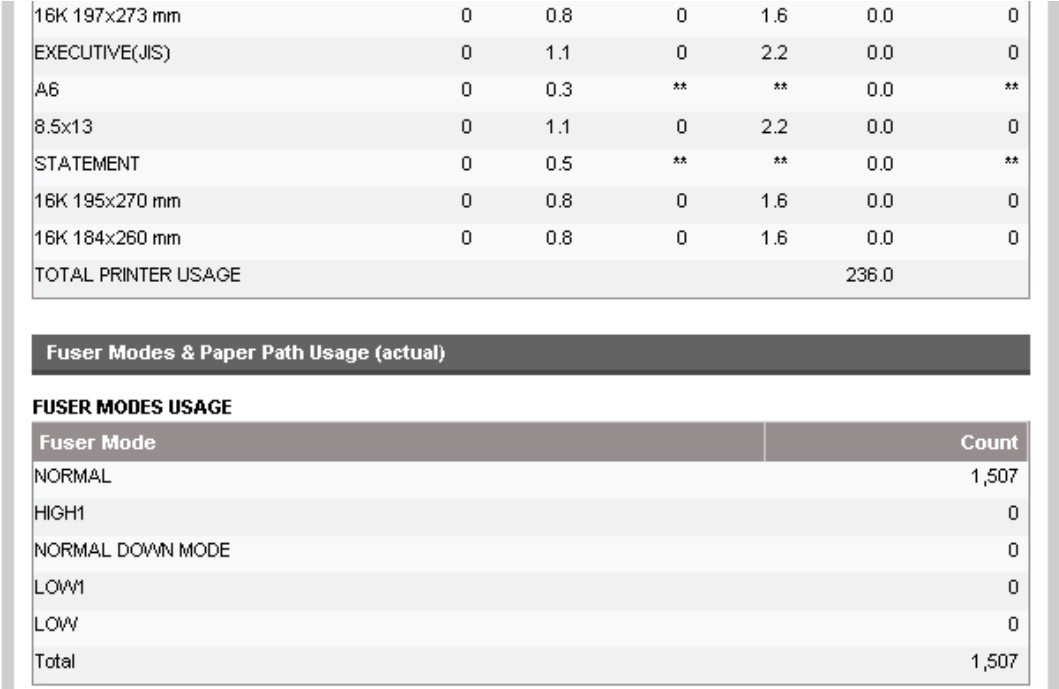 16K 197x273 mm 0 0.8 0 1.6 0.0 0
EXECUTIVE(JIS) 0 1.1 0 2.2 0.0 0
A6 0 0.3 ** ** 0.0 **
8.5x13 0 1.1 0 2.2 0.0 0
STATEMENT 0 0.5 ** ** 0.0 **
16K 195x270 mm 0 0.8 0 1.6 0.0 0
16K 184x260 mm 0 0.8 0 1.6 0.0 0
TOTAL PRINTER USAGE 236.0
Fuser Modes & Paper Path Usage (actual)
FUSER MODES USAGE
Fuser Mode Count
NORMAL 1,507
HIGH1 0
NORMAL DOWN MODE 0
LOW1 0
LOW 0
Total 1,507